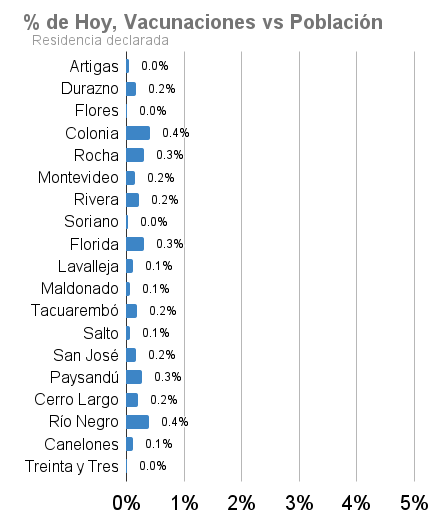 % de Hoy, Vacunaciones vs Población
Residencia declarada
Artigas 0.0%
Durazno 0.2%
Flores 0.0%
Colonia 0.4%
Rocha 0.3%
Montevideo 0.2%
Rivera 0.2%
Soriano 0.0%
Florida 0.3%
Lavalleja 0.1%
Maldonado 0.1%
Tacuarembó 0.2%
Salto 0.1%
San José 0.2%
Paysandú 0.3%
Cerro Largo 0.2%
Río Negro 0.4%
Canelones 0.1%
Treinta y Tres 0.0%
0% 1% 2% 3% 4% 5%